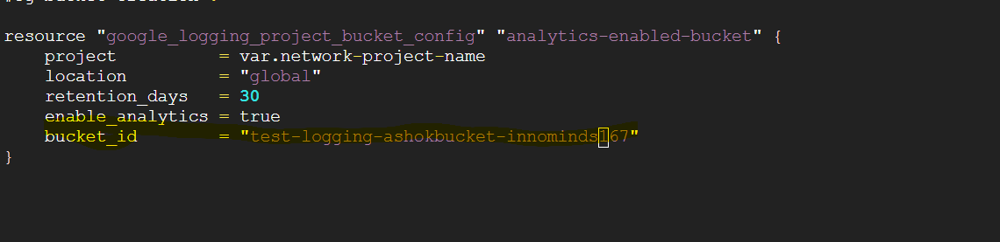 resource "google_logging_project_bucket_config" "analytics-enabled-bucket" {
    project          = var.network-project-name
    location         = "global"
    retention_days   = 30
    enable_analytics = true
    bucket_id        = "test-logging-ashokbucket-innominds167"
}